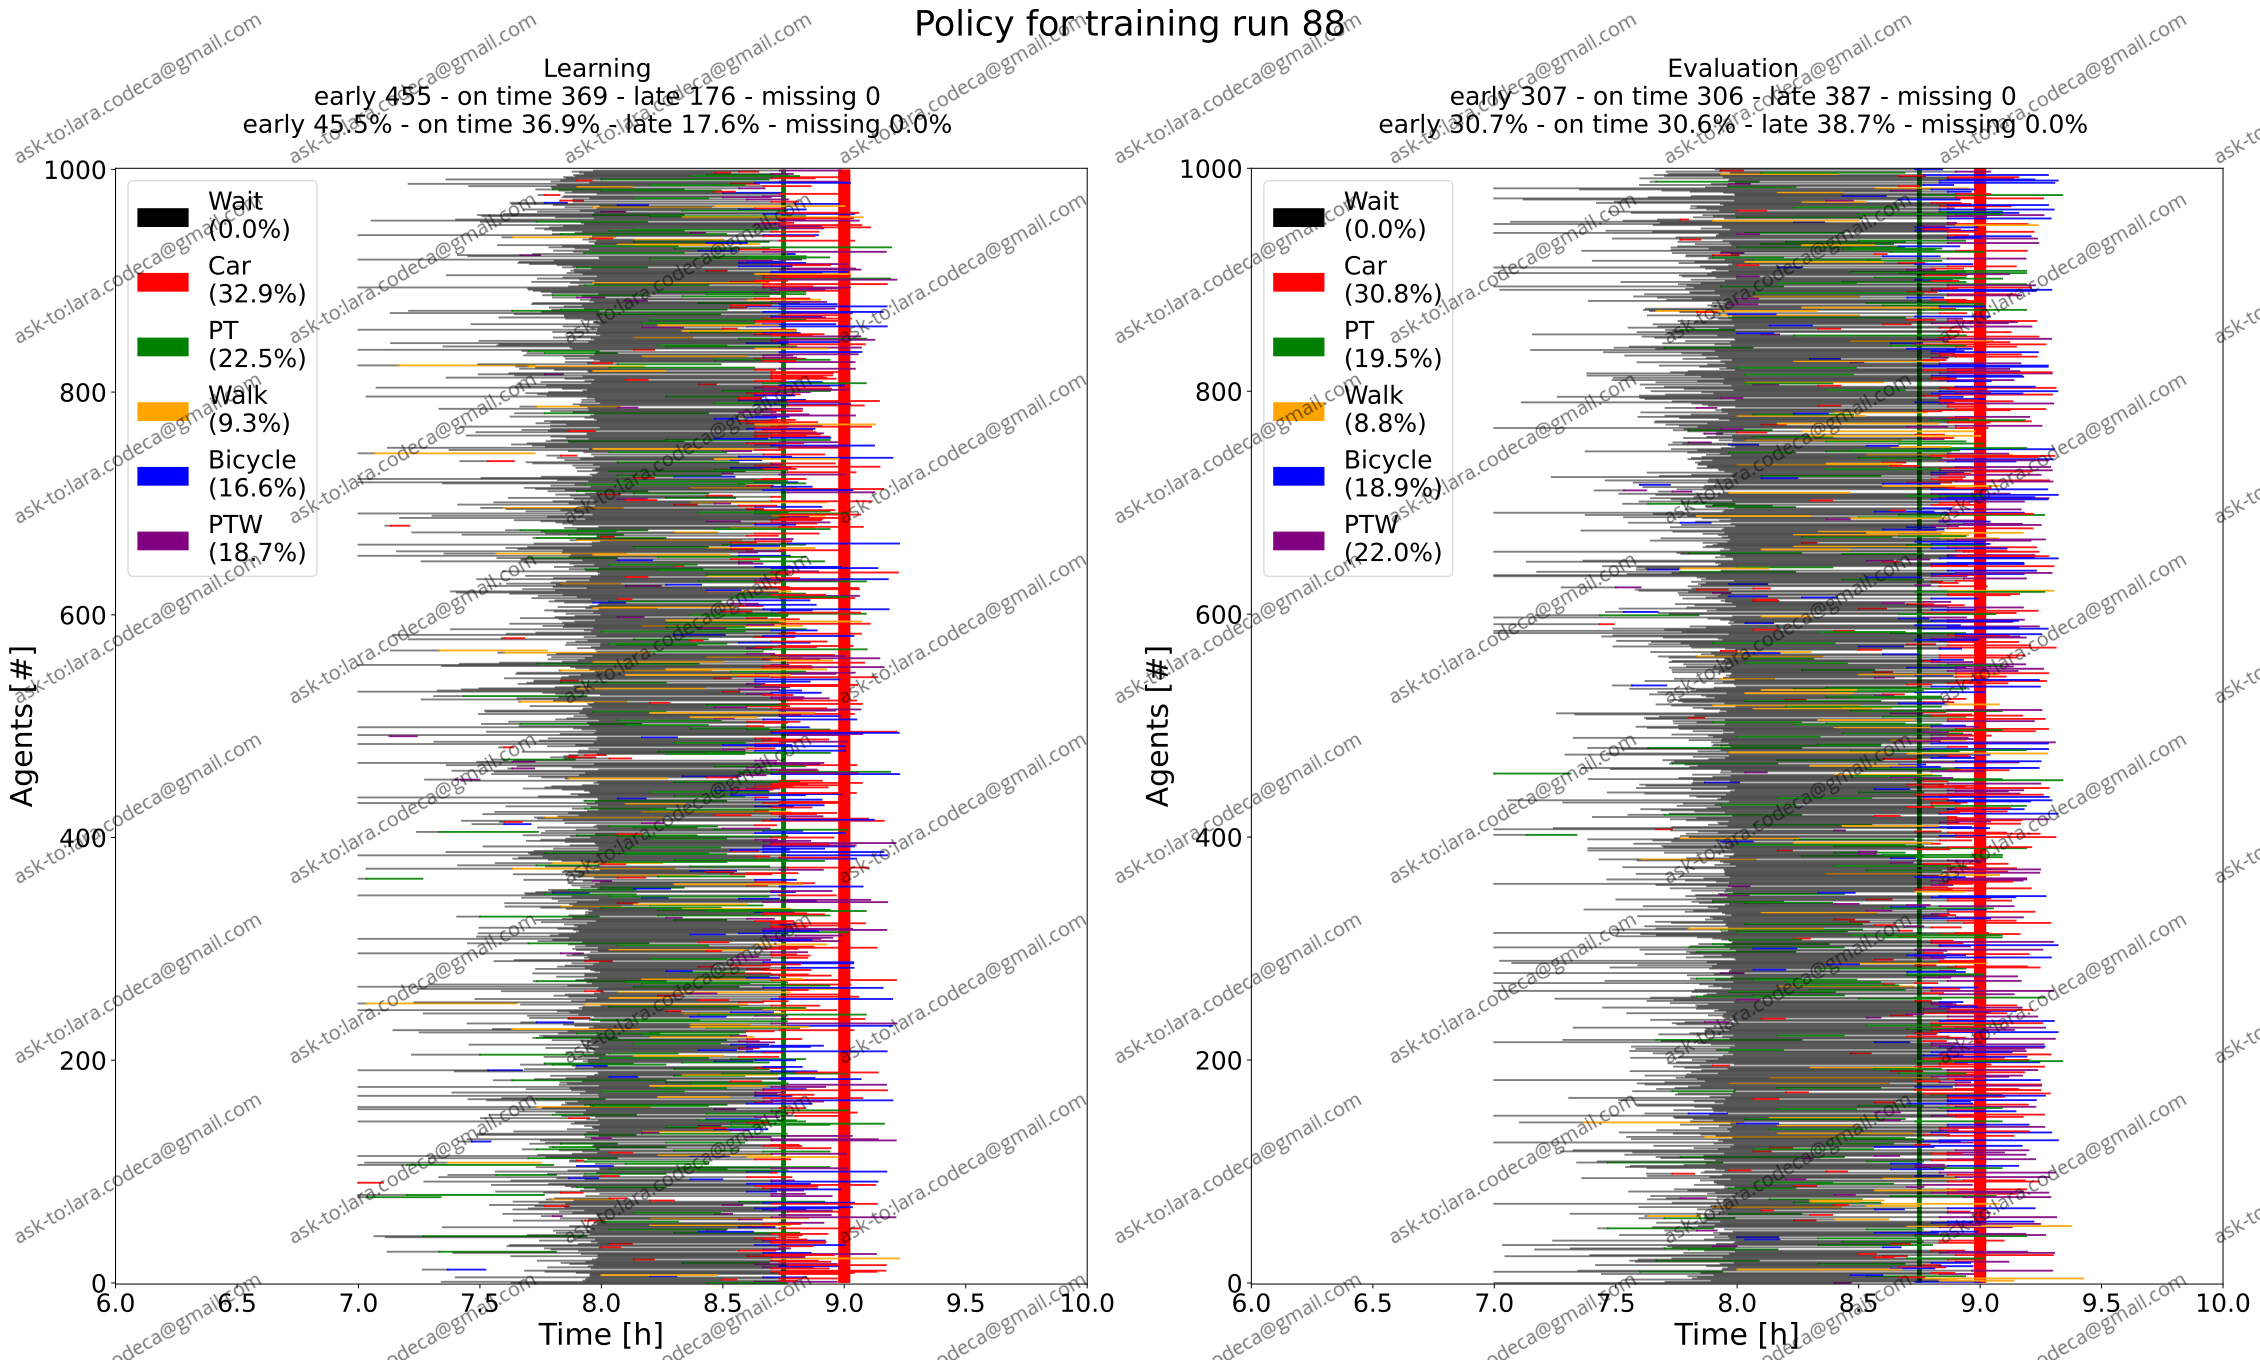 Policy for training run 88
Learning
early 455 - on time 369 - late 176 - missing 0
early 45.5% - on time 36.9% - late 17.6% - missing 0.0%
1000
800
600
400
200
0
Agents [#]
Wait
(0.0%)
Car
(32.9%)
PT
(22.5%)
Walk
(9.3%)
Bicycle
(16.6%)
PTW
(18.7%)
6.0 6.5 7.0 7.5 8.0 8.5 9.0 9.5 10.0
Time [h]
Evaluation
early 307 - on time 306 - late 387 - missing 0
early 30.7% - on time 30.6% - late 38.7% - missing 0.0%
1000
800
600
400
200
0
Agents [#]
Wait
(0.0%)
Car
(30.8%)
PT
(19.5%)
Walk
(8.8%)
Bicycle
(18.9%)
PTW
(22.0%)
6.0 6.5 7.0 7.5 8.0 8.5 9.0 9.5 10.0
Time [h]
ask-to:lara.codeca@gmail.com